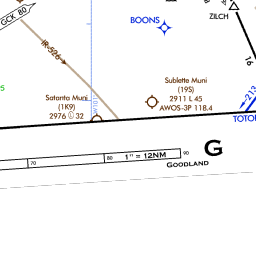 GCK 80
IR-526
BOONS
ZILCH
16
Sublette Muni
(19S)
2911 L 45
AWOS-3P 118.4
Satanta Muni
(1K9)
2976 32
213
TOTO
70
80
90
1" = 12NM
GOODLAND
G